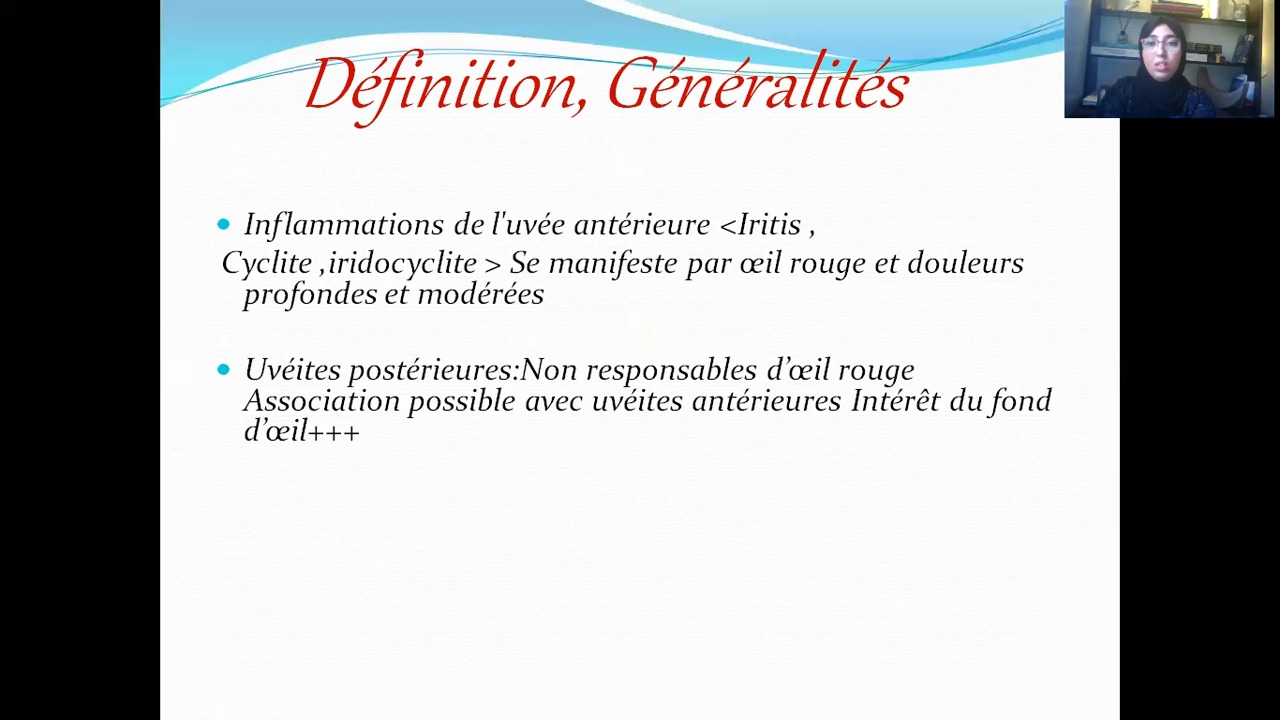 Définition, Généralités
Inflammations de l'uvée antérieure <Iritis ,
Cyclite ,iridocyclite > Se manifeste par œil rouge et douleurs
profondes et modérées
Uvéites postérieures:Non responsables d’œil rouge
Association possible avec uvéites antérieures Intérêt du fond
d’œil+++